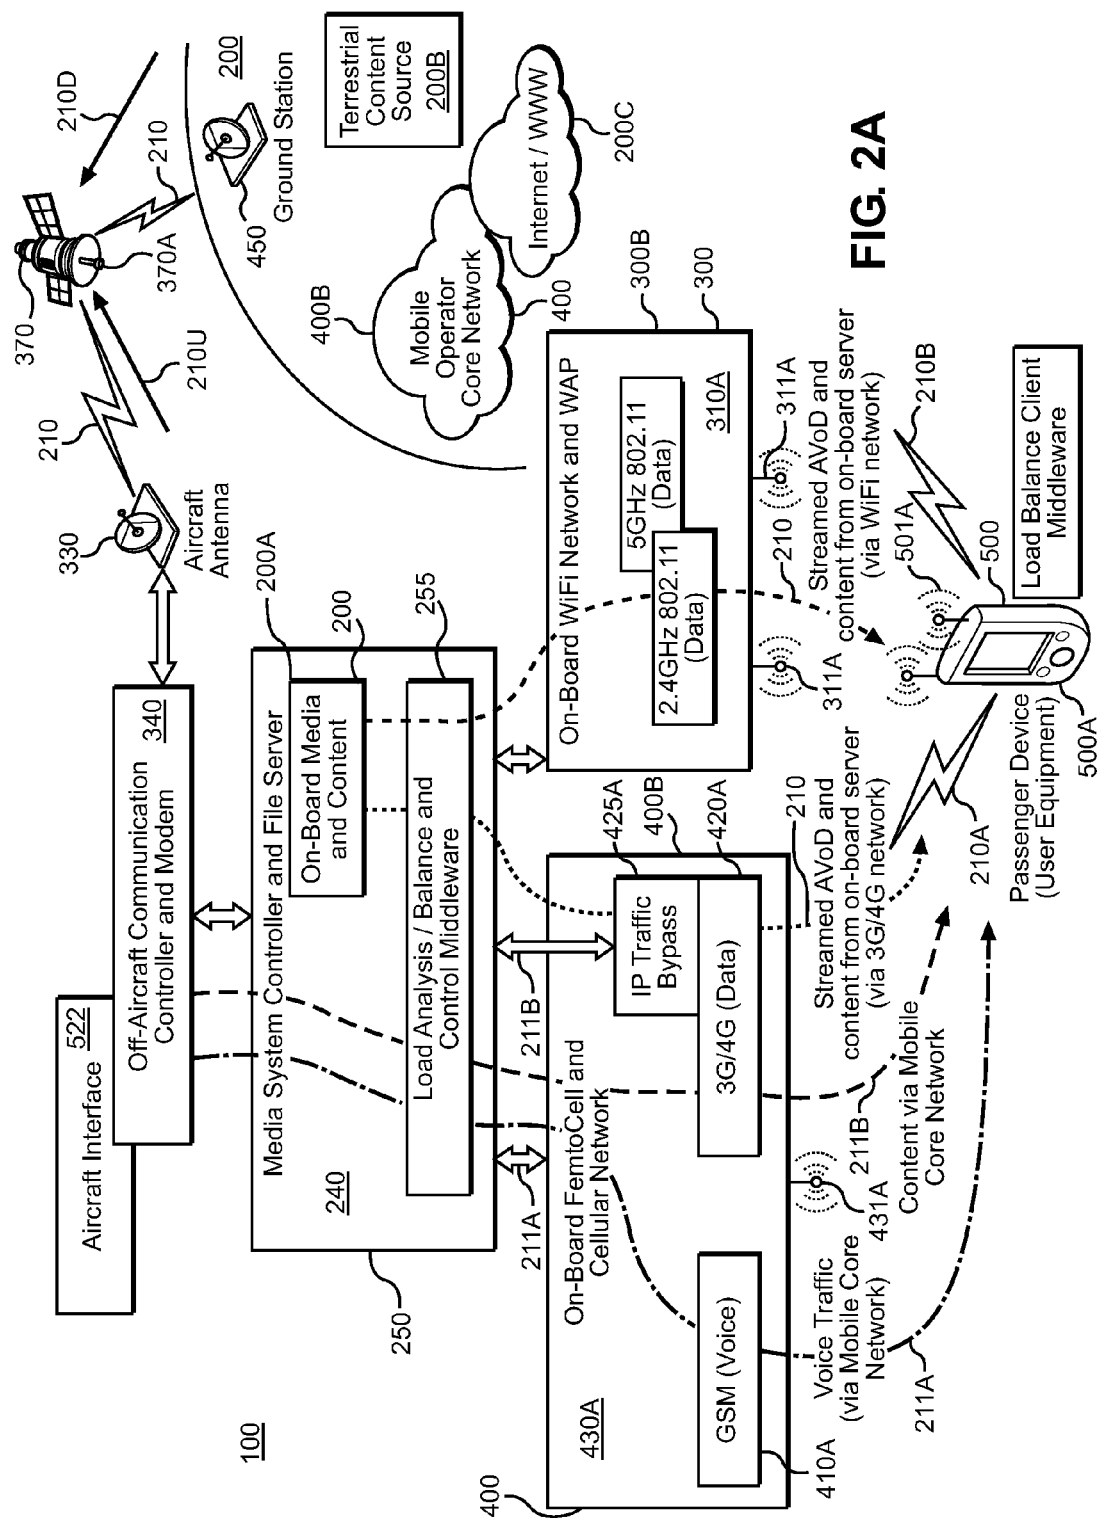 100
Aircraft Interface
522
Off-Aircraft Communication
Controller and Modem
340
330
Aircraft
Antenna
210
210U
370
370A
210
210D
200
450
Ground Station
Terrestrial
Content
Source
200B
250
Media System Controller and File Server
240
On-Board Media
and Content
200A
200
Load Analysis / Balance and
Control Middleware
255
400B
Mobile
Operator
Core Network
400
Internet / WWW
200C
211A
211B
400
On-Board FemtoCell and
Cellular Network
430A
IP Traffic
Bypass
425A
400B
3G/4G (Data)
420A
GSM (Voice)
410A
On-Board WiFi Network and WAP
300B
300
5GHz 802.11
(Data)
2.4GHz 802.11
(Data)
310A
311A
311A
210
431A
Voice Traffic
(via Mobile Core
Network)
211A
211B
Content via Mobile
Core Network
210
Streamed AVoD and
content from on-board server
(via 3G/4G network)
Streamed AVoD and
content from on-board server
(via WiFi network)
210A
210B
501A
500
Passenger Device
(User Equipment)
500A
Load Balance Client
Middleware
FIG. 2A